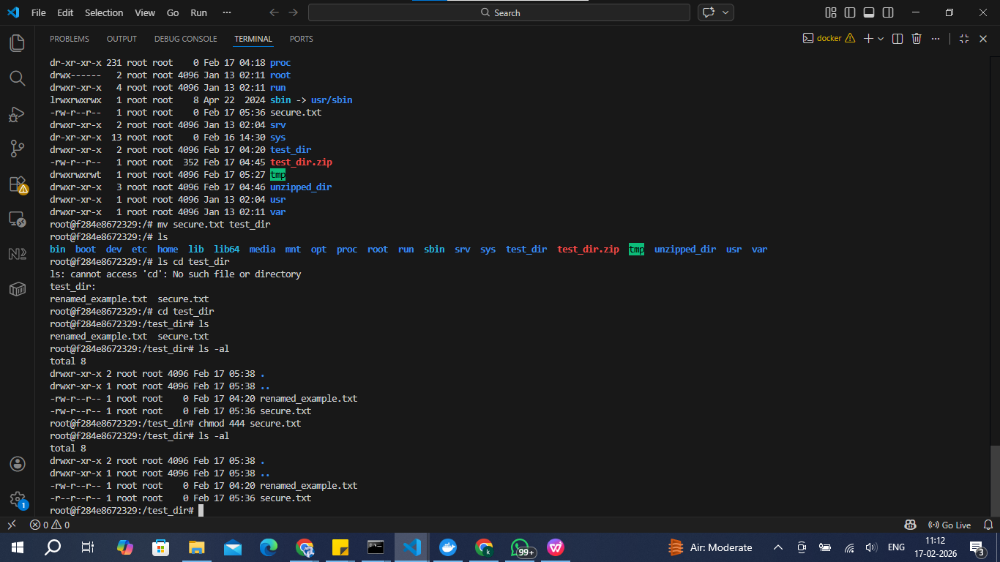 File Edit Selection View Go Run ··· Search
PROBLEMS OUTPUT DEBUG CONSOLE TERMINAL PORTS docker
dr-xr-xr-x 231 root root    0 Feb 17 04:18 proc
drwx------   2 root root 4096 Jan 13 02:11 root
drwxr-xr-x   4 root root 4096 Jan 13 02:11 run
lrwxrwxrwx   1 root root    8 Apr 22  2024 sbin -> usr/sbin
-rw-r--r--   1 root root    0 Feb 17 05:36 secure.txt
drwxr-xr-x   2 root root 4096 Jan 13 02:04 srv
dr-xr-xr-x  13 root root    0 Feb 16 14:30 sys
drwxr-xr-x   2 root root 4096 Feb 17 04:20 test_dir
-rw-r--r--   1 root root  352 Feb 17 04:45 test_dir.zip
drwxrwxrwt   1 root root 4096 Feb 17 05:27 tmp
drwxr-xr-x   3 root root 4096 Feb 17 04:46 unzipped_dir
drwxr-xr-x   1 root root 4096 Jan 13 02:04 usr
drwxr-xr-x   1 root root 4096 Jan 13 02:11 var
root@f284e8672329:/# mv secure.txt test_dir
root@f284e8672329:/# ls
bin  boot  dev  etc  home  lib  lib64  media  mnt  opt  proc  root  run  sbin  srv  sys  test_dir  test_dir.zip  tmp  unzipped_dir  usr  var
root@f284e8672329:/# ls cd test_dir
ls: cannot access 'cd': No such file or directory
test_dir:
renamed_example.txt  secure.txt
root@f284e8672329:/# cd test_dir
root@f284e8672329:/test_dir# ls
renamed_example.txt  secure.txt
root@f284e8672329:/test_dir# ls -al
total 8
drwxr-xr-x 2 root root 4096 Feb 17 05:38 .
drwxr-xr-x 1 root root 4096 Feb 17 05:38 ..
-rw-r--r-- 1 root root    0 Feb 17 04:20 renamed_example.txt
-rw-r--r-- 1 root root    0 Feb 17 05:36 secure.txt
root@f284e8672329:/test_dir# chmod 444 secure.txt
root@f284e8672329:/test_dir# ls -al
total 8
drwxr-xr-x 2 root root 4096 Feb 17 05:38 .
drwxr-xr-x 1 root root 4096 Feb 17 05:38 ..
-rw-r--r-- 1 root root    0 Feb 17 04:20 renamed_example.txt
-r--r--r-- 1 root root    0 Feb 17 05:36 secure.txt
root@f284e8672329:/test_dir#
1
0 0 Go Live
99+ Air: Moderate ENG 11:12
17-02-2026 3